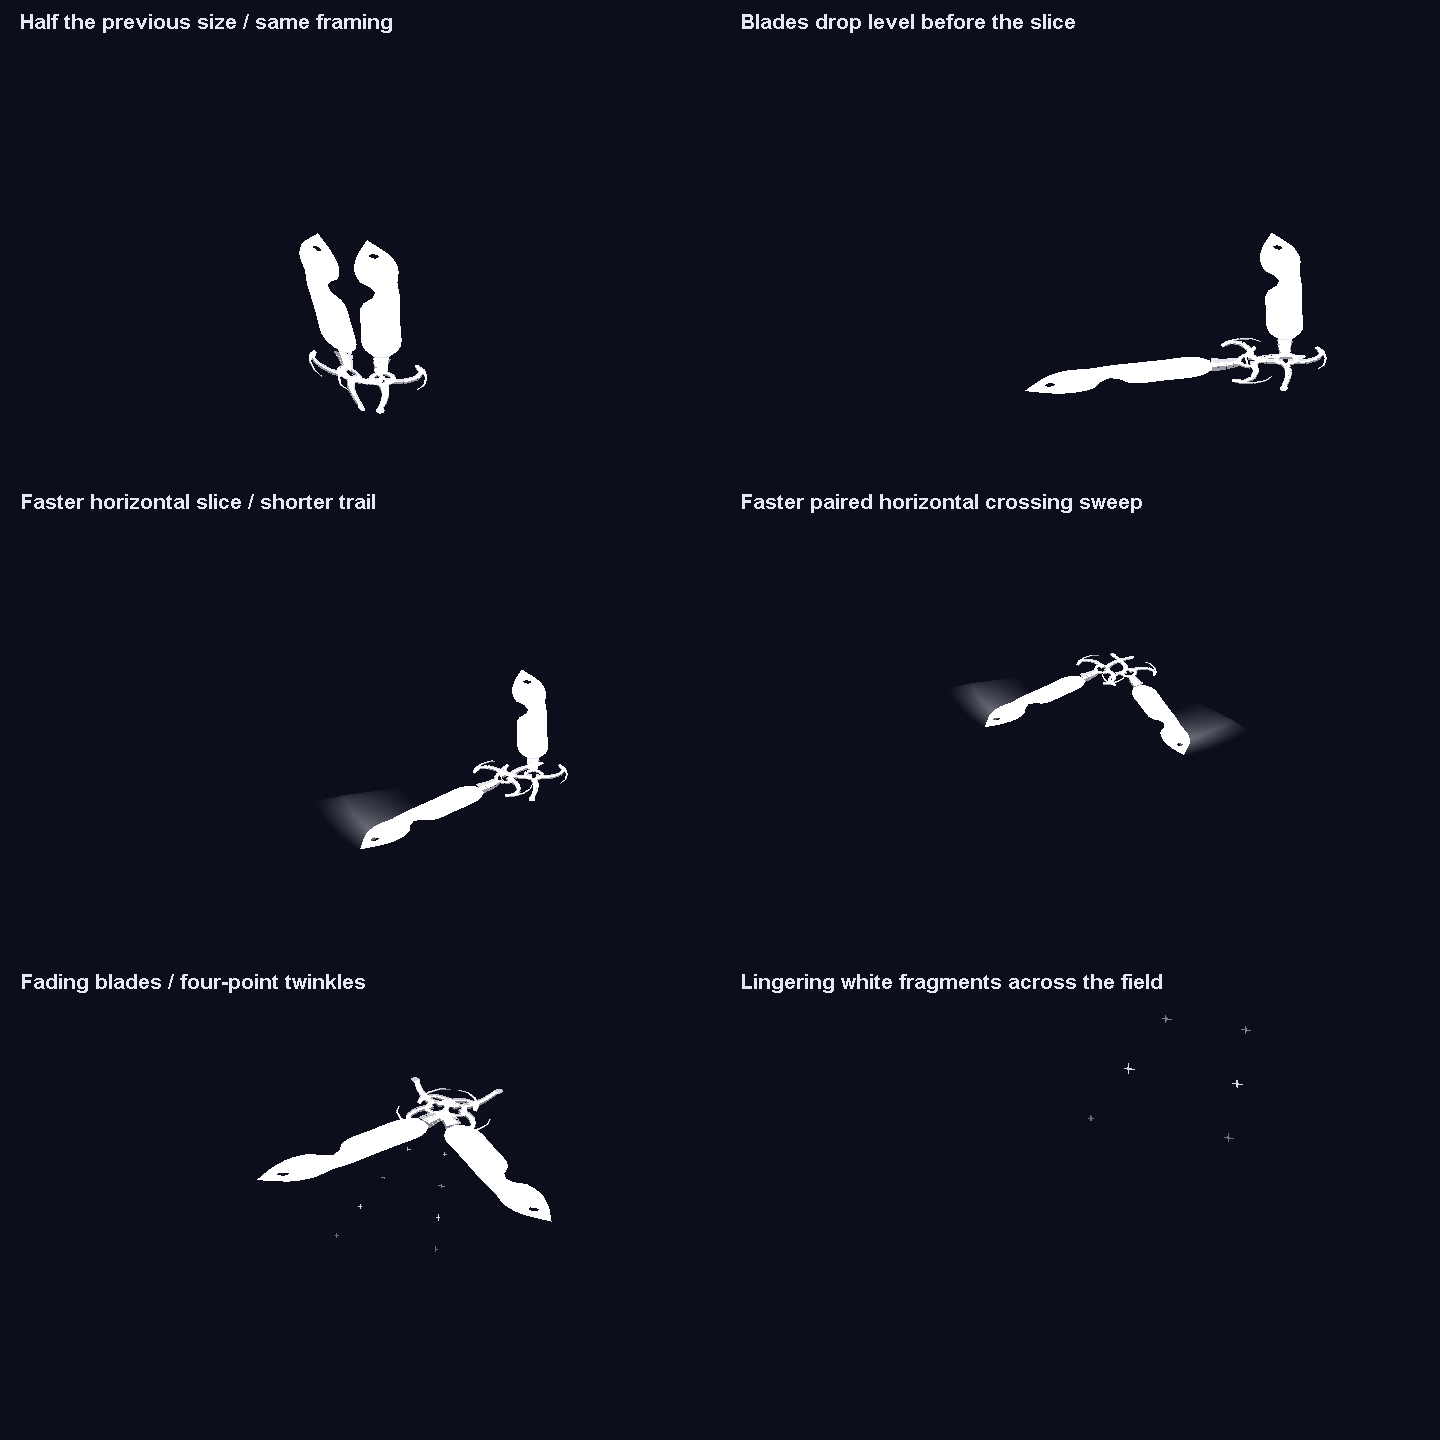 Half the previous size / same framing
Blades drop level before the slice
Faster horizontal slice / shorter trail
Faster paired horizontal crossing sweep
Fading blades / four-point twinkles
Lingering white fragments across the field